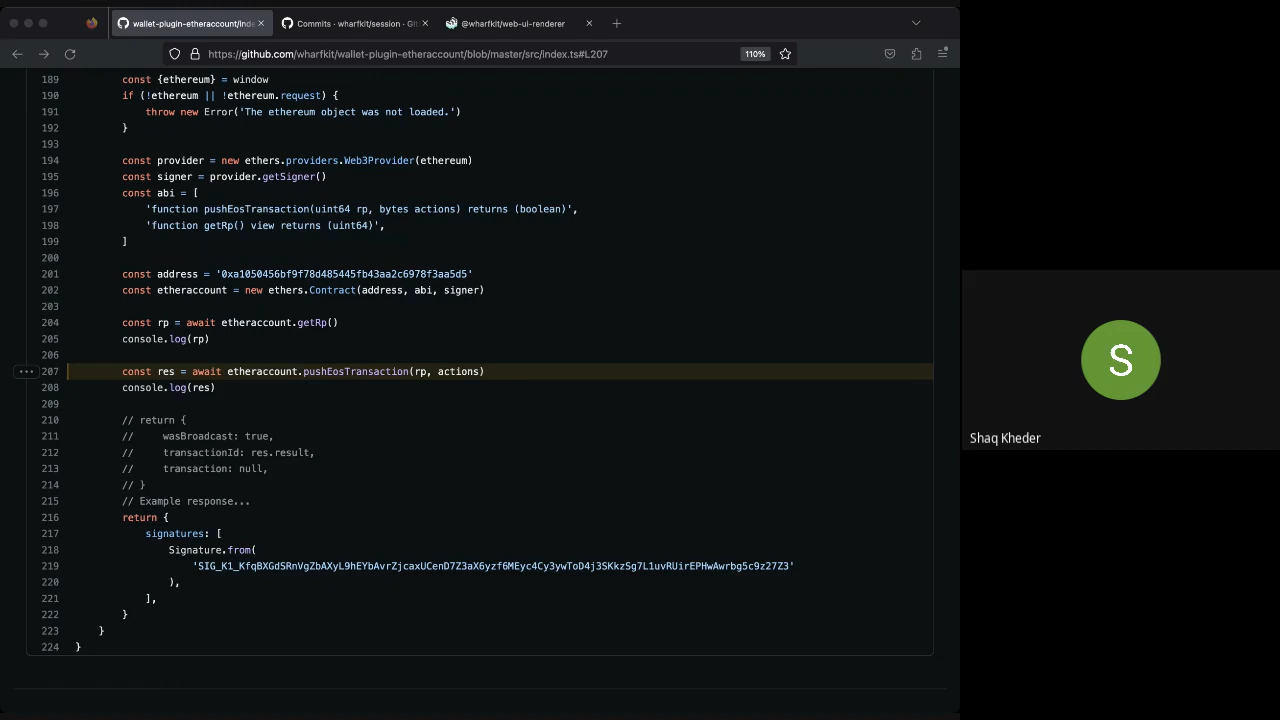 wallet-plugin-etheraccount/inde
Commits · wharfkit/session · Git
@wharfkit/web-ui-renderer
https://github.com/wharfkit/wallet-plugin-etheraccount/blob/master/src/index.ts#L207
110%
189 const {ethereum} = window
190 if (!ethereum || !ethereum.request) {
191 throw new Error('The ethereum object was not loaded.')
192 }
193
194 const provider = new ethers.providers.Web3Provider(ethereum)
195 const signer = provider.getSigner()
196 const abi = [
197 'function pushEosTransaction(uint64 rp, bytes actions) returns (boolean)',
198 'function getRp() view returns (uint64)',
199 ]
200
201 const address = '0xa1050456bf9f78d485445fb43aa2c6978f3aa5d5'
202 const etheraccount = new ethers.Contract(address, abi, signer)
203
204 const rp = await etheraccount.getRp()
205 console.log(rp)
206
207 const res = await etheraccount.pushEosTransaction(rp, actions)
208 console.log(res)
209
210 // return {
211 // wasBroadcast: true,
212 // transactionId: res.result,
213 // transaction: null,
214 // }
215 // Example response...
216 return {
217 signatures: [
218 Signature.from(
219 'SIG_K1_KfqBXGdSRnVgZbAXyL9hEYbAvrZjcaxUCenD7Z3aX6yzf6MEyc4Cy3ywToD4j3SKkzSg7L1uvRUirEPHwAwrbg5c9z27Z3'
220 ),
221 ],
222 }
223 }
224 }
S
Shaq Kheder